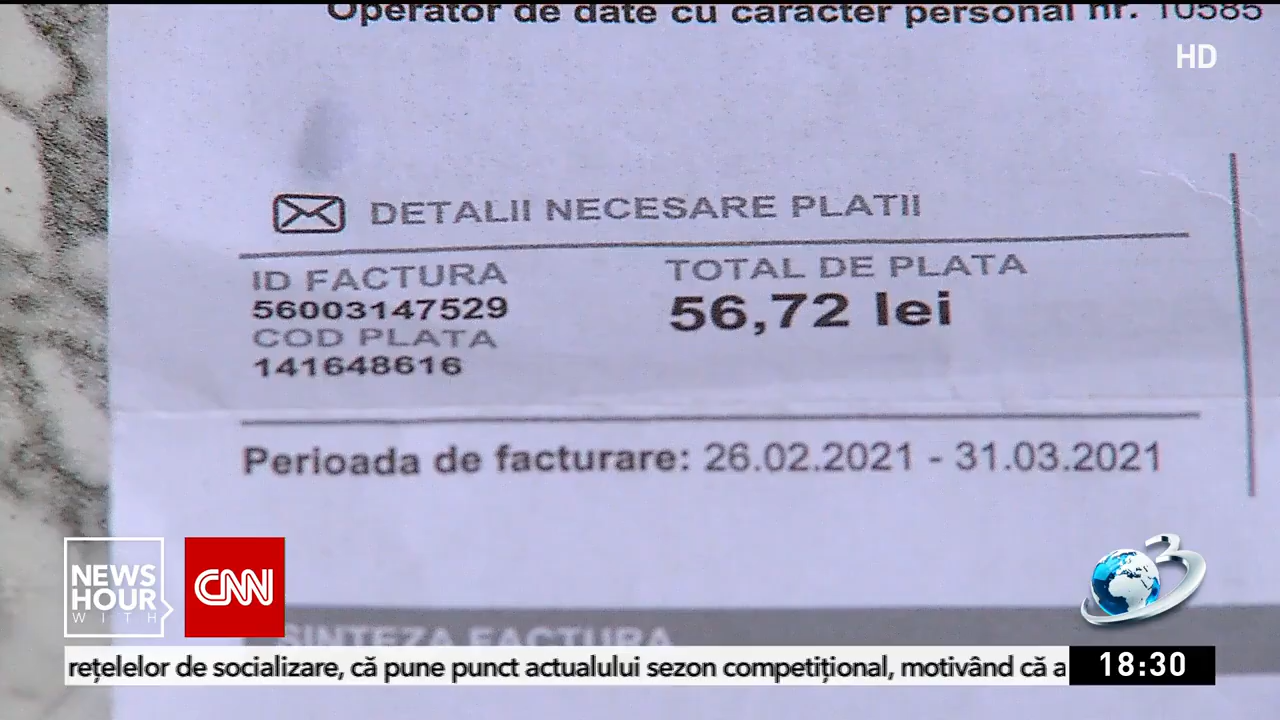 Operator de date cu caracter personal nr. 10585
HD
DETALII NECESARE PLATII
ID FACTURA
56003147529
COD PLATA
141648616
TOTAL DE PLATA
56,72 lei
Perioada de facturare: 26.02.2021 - 31.03.2021
NEWS
HOUR
WITH
CNN
3
SINTEZA FACTURA
rețelelor de socializare, că pune punct actualului sezon competițional, motivând că a
18:30